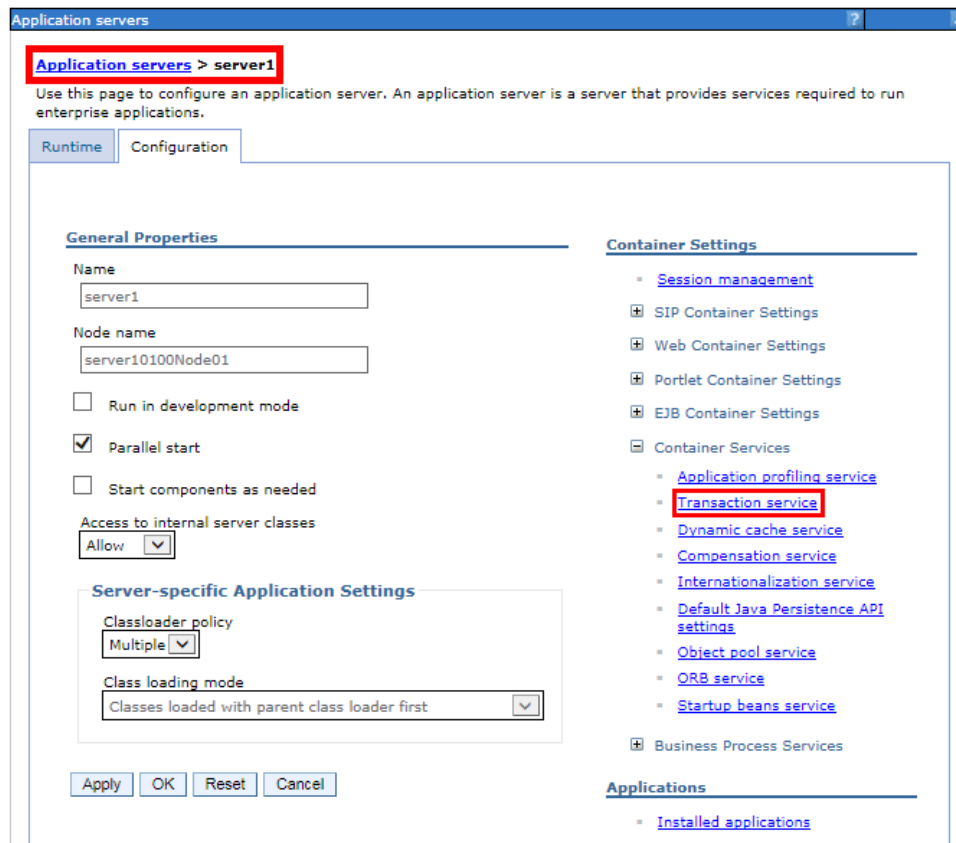 Application servers ?
Application servers > server1
Use this page to configure an application server. An application server is a server that provides services required to run
enterprise applications.
Runtime Configuration
General Properties
Name
server1
Node name
server10100Node01
Run in development mode
Parallel start
Start components as needed
Access to internal server classes
Allow
Server-specific Application Settings
Classloader policy
Multiple
Class loading mode
Classes loaded with parent class loader first
Apply OK Reset Cancel
Container Settings
Session management
SIP Container Settings
Web Container Settings
Portlet Container Settings
EJB Container Settings
Container Services
Application profiling service
Transaction service
Dynamic cache service
Compensation service
Internationalization service
Default Java Persistence API
settings
Object pool service
ORB service
Startup beans service
Business Process Services
Applications
Installed applications